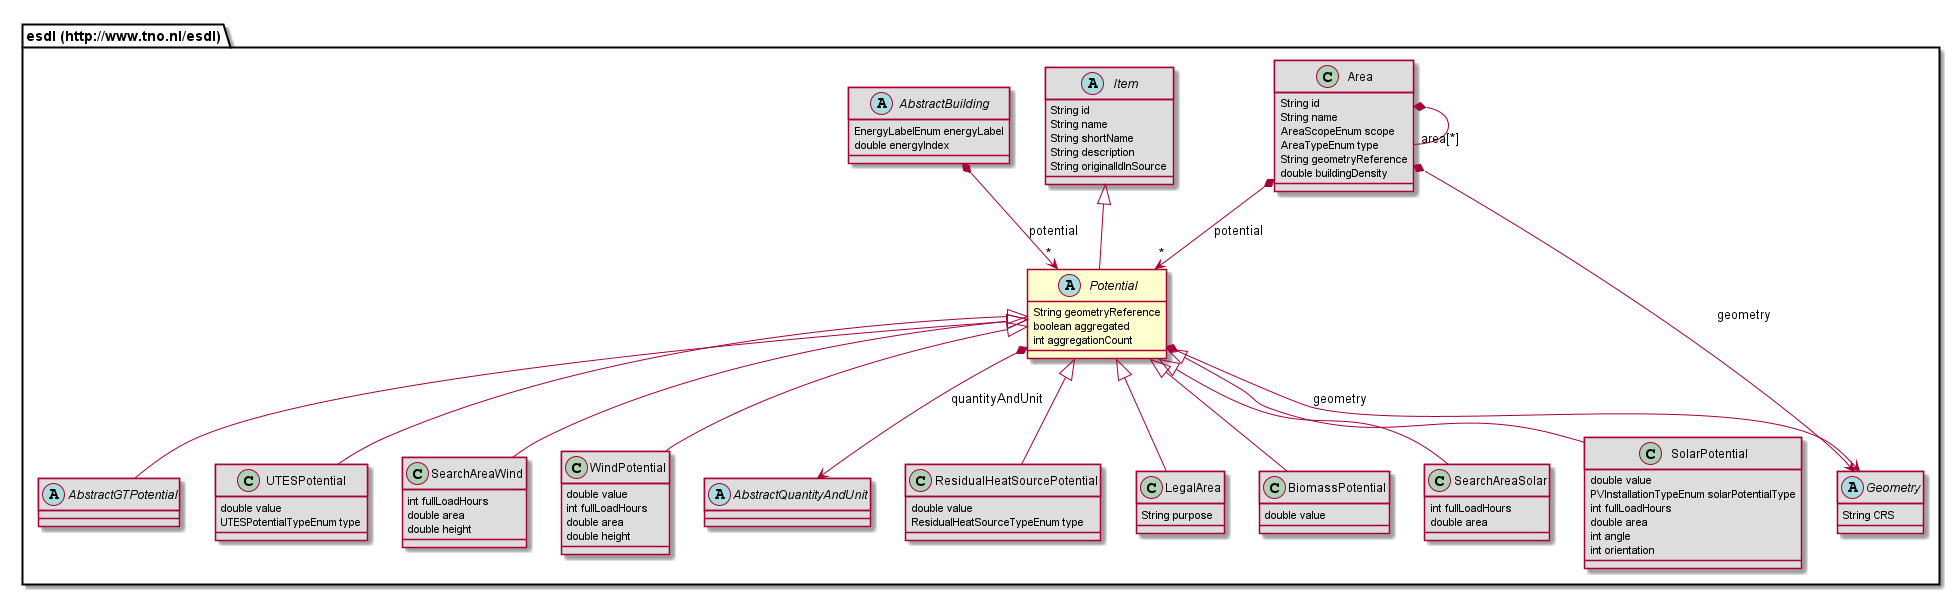 esdl (http://www.tno.nl/esdl)
A AbstractBuilding
EnergyLabelEnum energyLabel
double energyIndex
A Item
String id
String name
String shortName
String description
String originalIdInSource
C Area
String id
String name
AreaScopeEnum scope
AreaTypeEnum type
String geometryReference
double buildingDensity
area[*]
potential
*
potential
*
A Potential
String geometryReference
boolean aggregated
int aggregationCount
geometry
quantityAndUnit
geometry
A AbstractGTPotential
C UTESPotential
double value
UTESPotentialTypeEnum type
C SearchAreaWind
int fullLoadHours
double area
double height
C WindPotential
double value
int fullLoadHours
double area
double height
A AbstractQuantityAndUnit
C ResidualHeatSourcePotential
double value
ResidualHeatSourceTypeEnum type
C LegalArea
String purpose
C BiomassPotential
double value
C SearchAreaSolar
int fullLoadHours
double area
C SolarPotential
double value
PVInstallationTypeEnum solarPotentialType
int fullLoadHours
double area
int angle
int orientation
A Geometry
String CRS